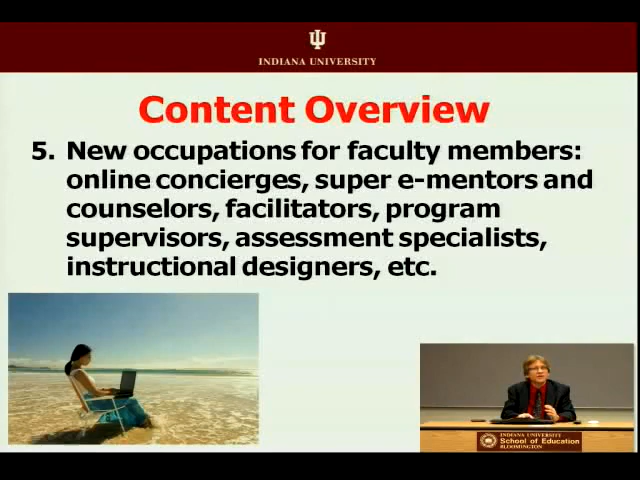 INDIANA UNIVERSITY
Content Overview
5. New occupations for faculty members:
online concierges, super e-mentors and
counselors, facilitators, program
supervisors, assessment specialists,
instructional designers, etc.
INDIANA UNIVERSITY
School of Education
BLOOMINGTON